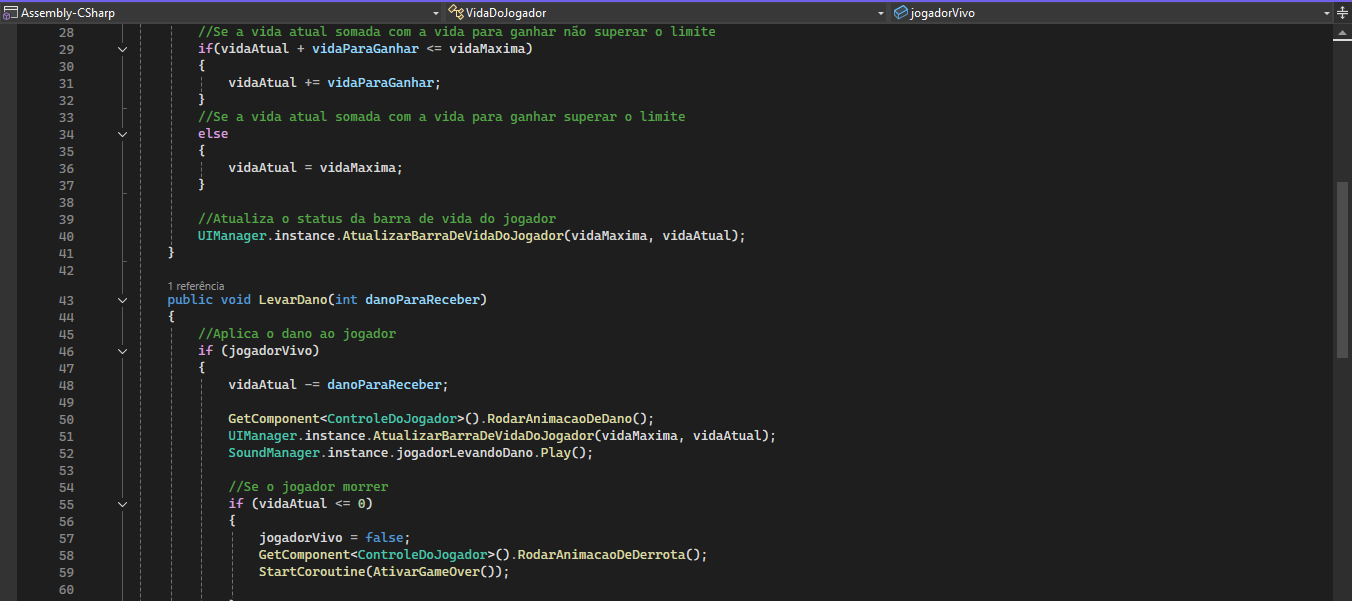 Assembly-CSharp VidaDoJogador jogadorVivo
28 //Se a vida atual somada com a vida para ganhar não superar o limite
29 if(vidaAtual + vidaParaGanhar <= vidaMaxima)
30 {
31 vidaAtual += vidaParaGanhar;
32 }
33 //Se a vida atual somada com a vida para ganhar superar o limite
34 else
35 {
36 vidaAtual = vidaMaxima;
37 }
38
39 //Atualiza o status da barra de vida do jogador
40 UIManager.instance.AtualizarBarraDeVidaDoJogador(vidaMaxima, vidaAtual);
41 }
42
1 referência
43 public void LevarDano(int danoParaReceber)
44 {
45 //Aplica o dano ao jogador
46 if (jogadorVivo)
47 {
48 vidaAtual -= danoParaReceber;
49
50 GetComponent<ControleDoJogador>().RodarAnimacaoDeDano();
51 UIManager.instance.AtualizarBarraDeVidaDoJogador(vidaMaxima, vidaAtual);
52 SoundManager.instance.jogadorLevandoDano.Play();
53
54 //Se o jogador morrer
55 if (vidaAtual <= 0)
56 {
57 jogadorVivo = false;
58 GetComponent<ControleDoJogador>().RodarAnimacaoDeDerrota();
59 StartCoroutine(AtivarGameOver());
60